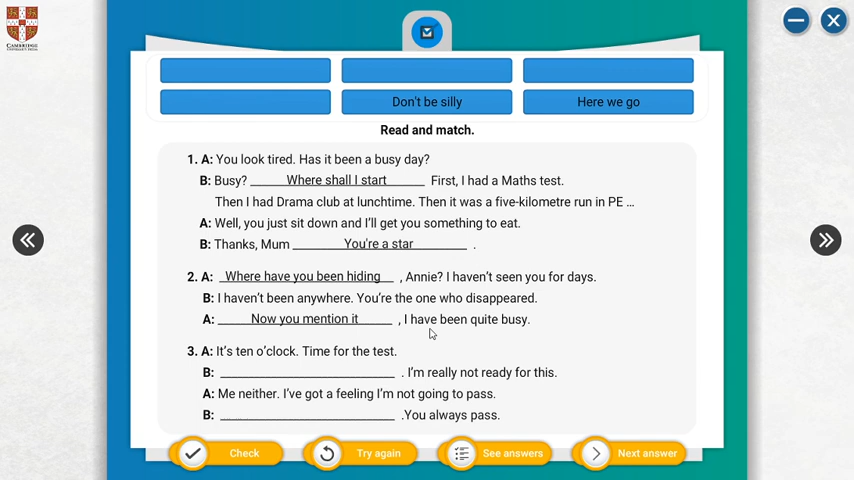 CAMBRIDGE
Don't be silly
Here we go
Read and match.
1. A: You look tired. Has it been a busy day?
B: Busy? Where shall I start First, I had a Maths test.
Then I had Drama club at lunchtime. Then it was a five-kilometre run in PE ...
A: Well, you just sit down and I'll get you something to eat.
B: Thanks, Mum You're a star .
2. A: Where have you been hiding , Annie? I haven't seen you for days.
B: I haven't been anywhere. You're the one who disappeared.
A: Now you mention it , I have been quite busy.
3. A: It's ten o'clock. Time for the test.
B: ____________ . I'm really not ready for this.
A: Me neither. I've got a feeling I'm not going to pass.
B: ____________ .You always pass.
Check
Try again
See answers
Next answer